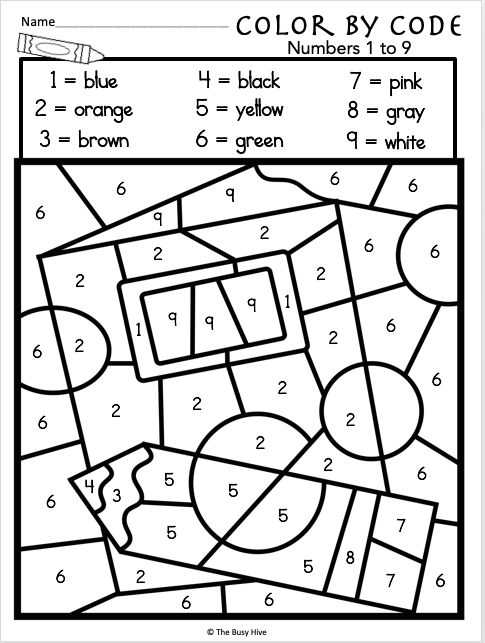 Name
COLOR BY CODE
Numbers 1 to 9
1 = blue 4 = black 7 = pink
2 = orange 5 = yellow 8 = gray
3 = brown 6 = green 9 = white
6 6 9 6 6
9
2 2 6 6
2 2
1 9 9 9 1
6 2 2 6
2 2 2 6
6 2 2
2 2
6 4 3 5 5 6
5 5 7
5 8
6 2 7 6
6 6
© The Busy Hive